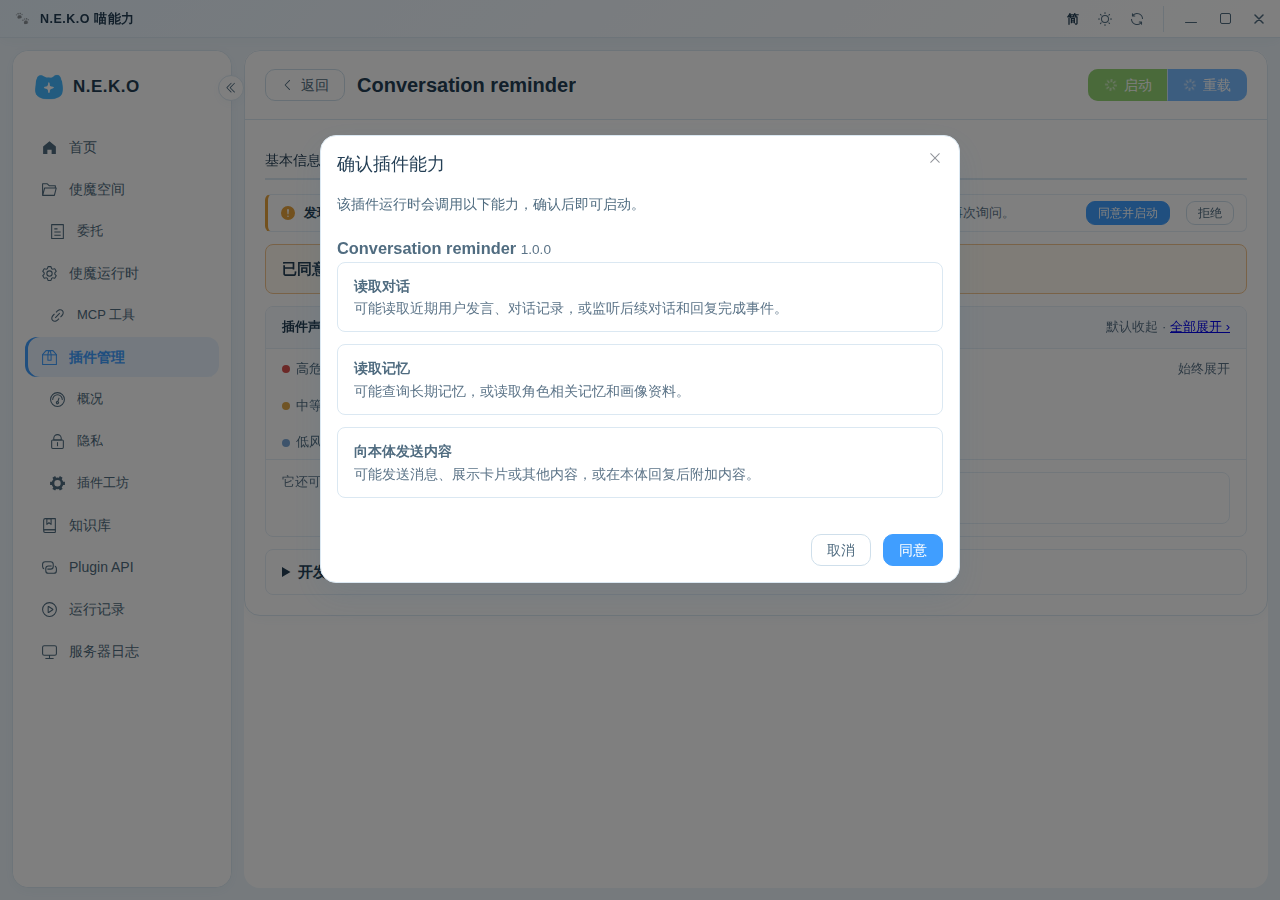 N.E.K.O 喵能力
简
N.E.K.O
首页
使魔空间
委托
使魔运行时
MCP 工具
插件管理
概况
隐私
插件工坊
知识库
Plugin API
运行记录
服务器日志
返回
Conversation reminder
启动
重载
基本信息
次询问。
同意并启动
拒绝
已同意
插件声
默认收起 · 全部展开 ›
高危
始终展开
中等
低风
它还可
开发
确认插件能力
该插件运行时会调用以下能力，确认后即可启动。
Conversation reminder 1.0.0
读取对话
可能读取近期用户发言、对话记录，或监听后续对话和回复完成事件。
读取记忆
可能查询长期记忆，或读取角色相关记忆和画像资料。
向本体发送内容
可能发送消息、展示卡片或其他内容，或在本体回复后附加内容。
取消
同意